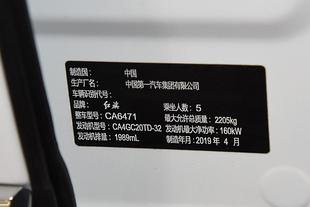 制造国： 中国
生产厂名： 中国第一汽车集团有限公司
车辆识别代号：
品牌： 红旗 乘坐人数： 5
整车型号： CA6471 最大允许总质量： 2205kg
发动机型号： CA4GC20TD-32 发动机最大净功率： 160kW
发动机排量： 1989mL 制造年月： 2019 年 4 月